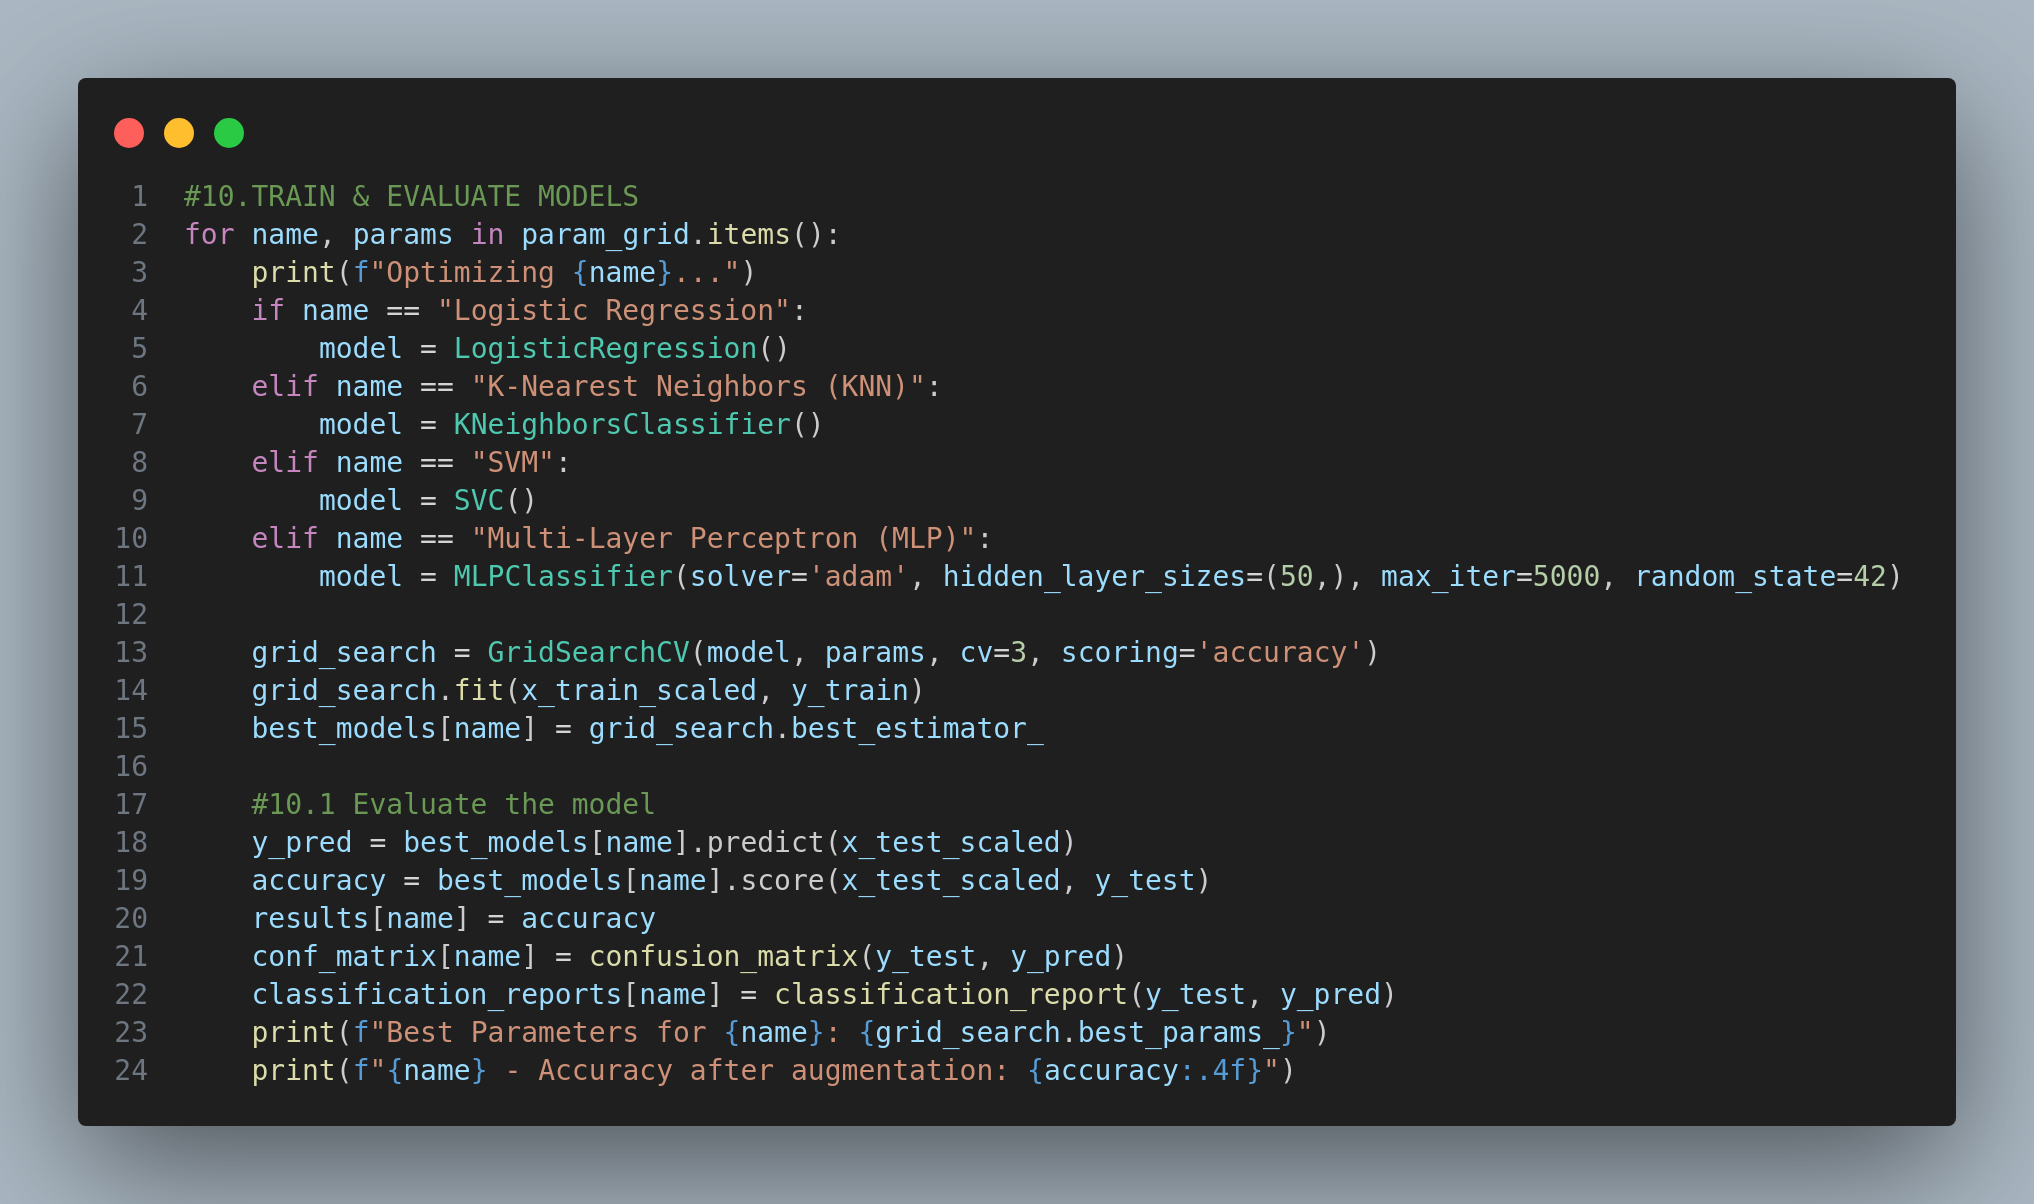 1 #10.TRAIN & EVALUATE MODELS
2 for name, params in param_grid.items():
3     print(f"Optimizing {name}...")
4     if name == "Logistic Regression":
5         model = LogisticRegression()
6     elif name == "K-Nearest Neighbors (KNN)":
7         model = KNeighborsClassifier()
8     elif name == "SVM":
9         model = SVC()
10     elif name == "Multi-Layer Perceptron (MLP)":
11         model = MLPClassifier(solver='adam', hidden_layer_sizes=(50,), max_iter=5000, random_state=42)
12
13     grid_search = GridSearchCV(model, params, cv=3, scoring='accuracy')
14     grid_search.fit(x_train_scaled, y_train)
15     best_models[name] = grid_search.best_estimator_
16
17     #10.1 Evaluate the model
18     y_pred = best_models[name].predict(x_test_scaled)
19     accuracy = best_models[name].score(x_test_scaled, y_test)
20     results[name] = accuracy
21     conf_matrix[name] = confusion_matrix(y_test, y_pred)
22     classification_reports[name] = classification_report(y_test, y_pred)
23     print(f"Best Parameters for {name}: {grid_search.best_params_}")
24     print(f"{name} - Accuracy after augmentation: {accuracy:.4f}")